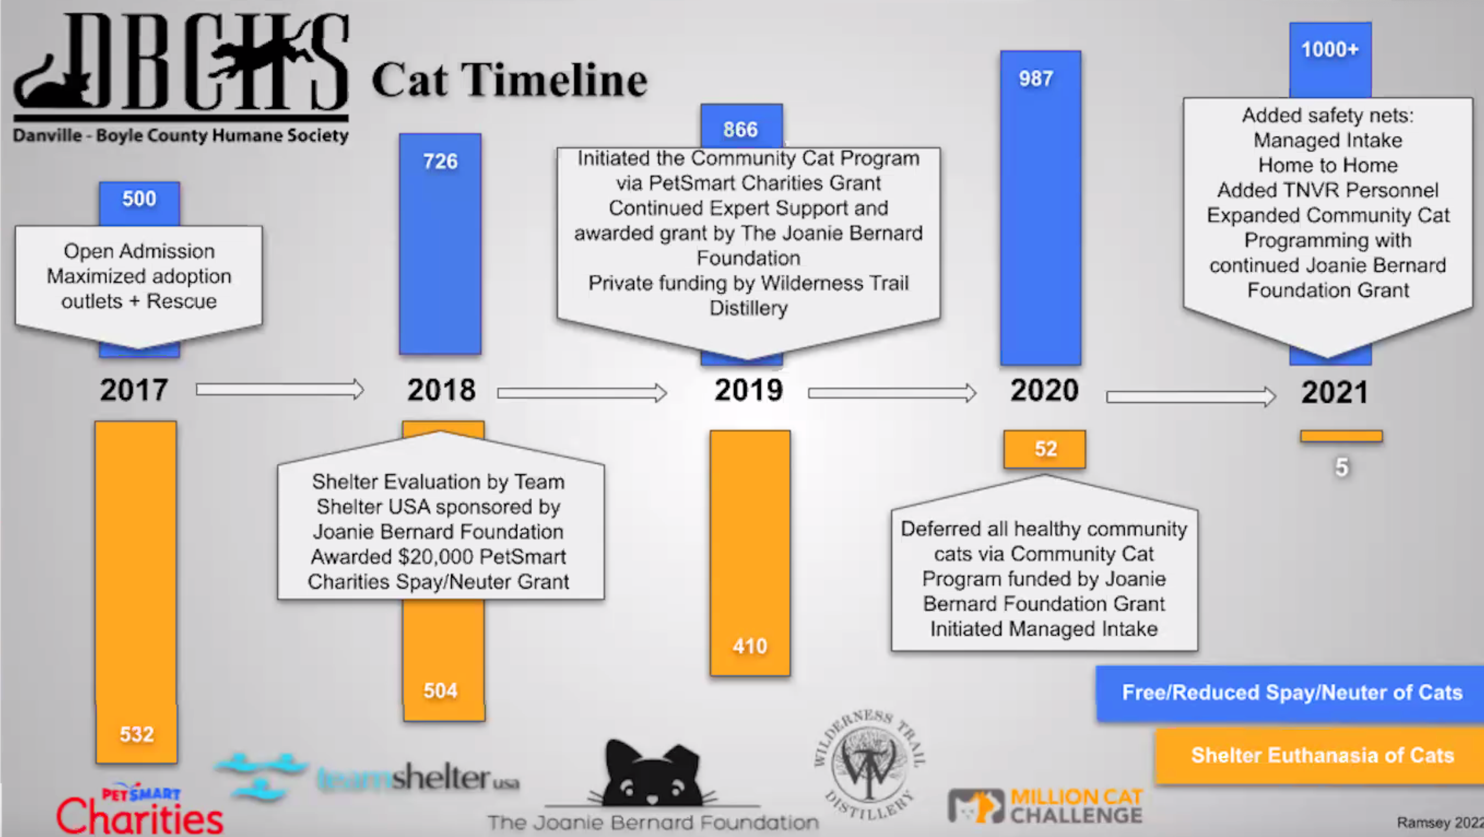 DBCHS
Danville - Boyle County Humane Society
Cat Timeline
500
Open Admission
Maximized adoption
outlets + Rescue
726
866
Initiated the Community Cat Program
via PetSmart Charities Grant
Continued Expert Support and
awarded grant by The Joanie Bernard
Foundation
Private funding by Wilderness Trail
Distillery
987
1000+
Added safety nets:
Managed Intake
Home to Home
Added TNVR Personnel
Expanded Community Cat
Programming with
continued Joanie Bernard
Foundation Grant
2017
2018
2019
2020
2021
532
Shelter Evaluation by Team
Shelter USA sponsored by
Joanie Bernard Foundation
Awarded $20,000 PetSmart
Charities Spay/Neuter Grant
504
410
52
Deferred all healthy community
cats via Community Cat
Program funded by Joanie
Bernard Foundation Grant
Initiated Managed Intake
5
Free/Reduced Spay/Neuter of Cats
Shelter Euthanasia of Cats
PETSMART
Charities
teamshelter usa
The Joanie Bernard Foundation
WILDERNESS TRAIL
DISTILLERY
MILLION CAT
CHALLENGE
Ramsey 2022